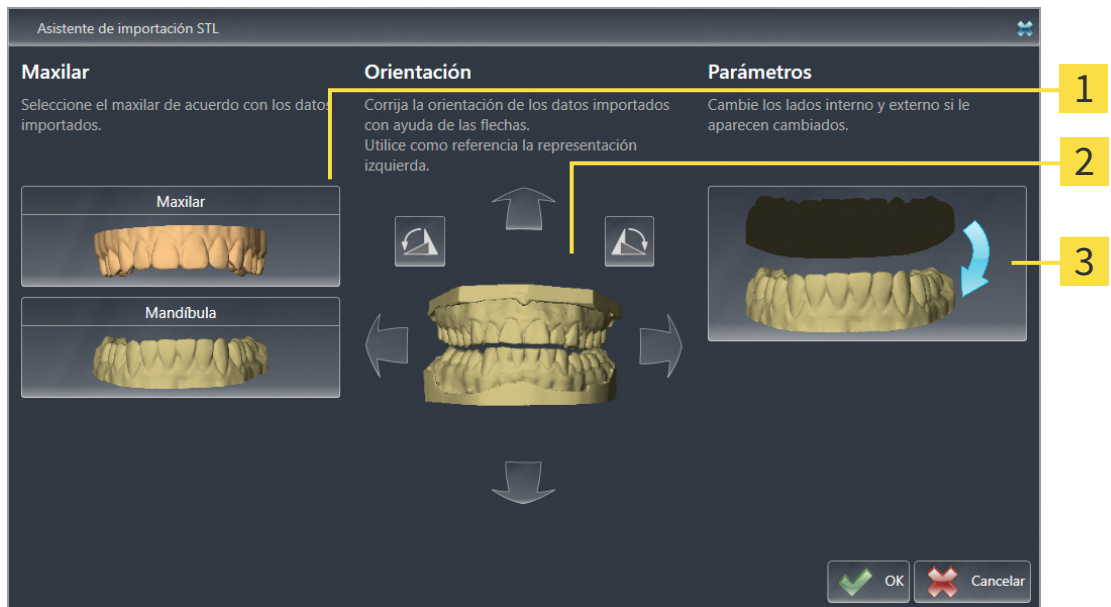 Asistente de importación STL
Maxilar
Seleccione el maxilar de acuerdo con los datos
importados.
Maxilar
Mandíbula
Orientación
Corrija la orientación de los datos importados
con ayuda de las flechas.
Utilice como referencia la representación
izquierda.
Parámetros
Cambie los lados interno y externo si le
aparecen cambiados.
1
2
3
OK
Cancelar